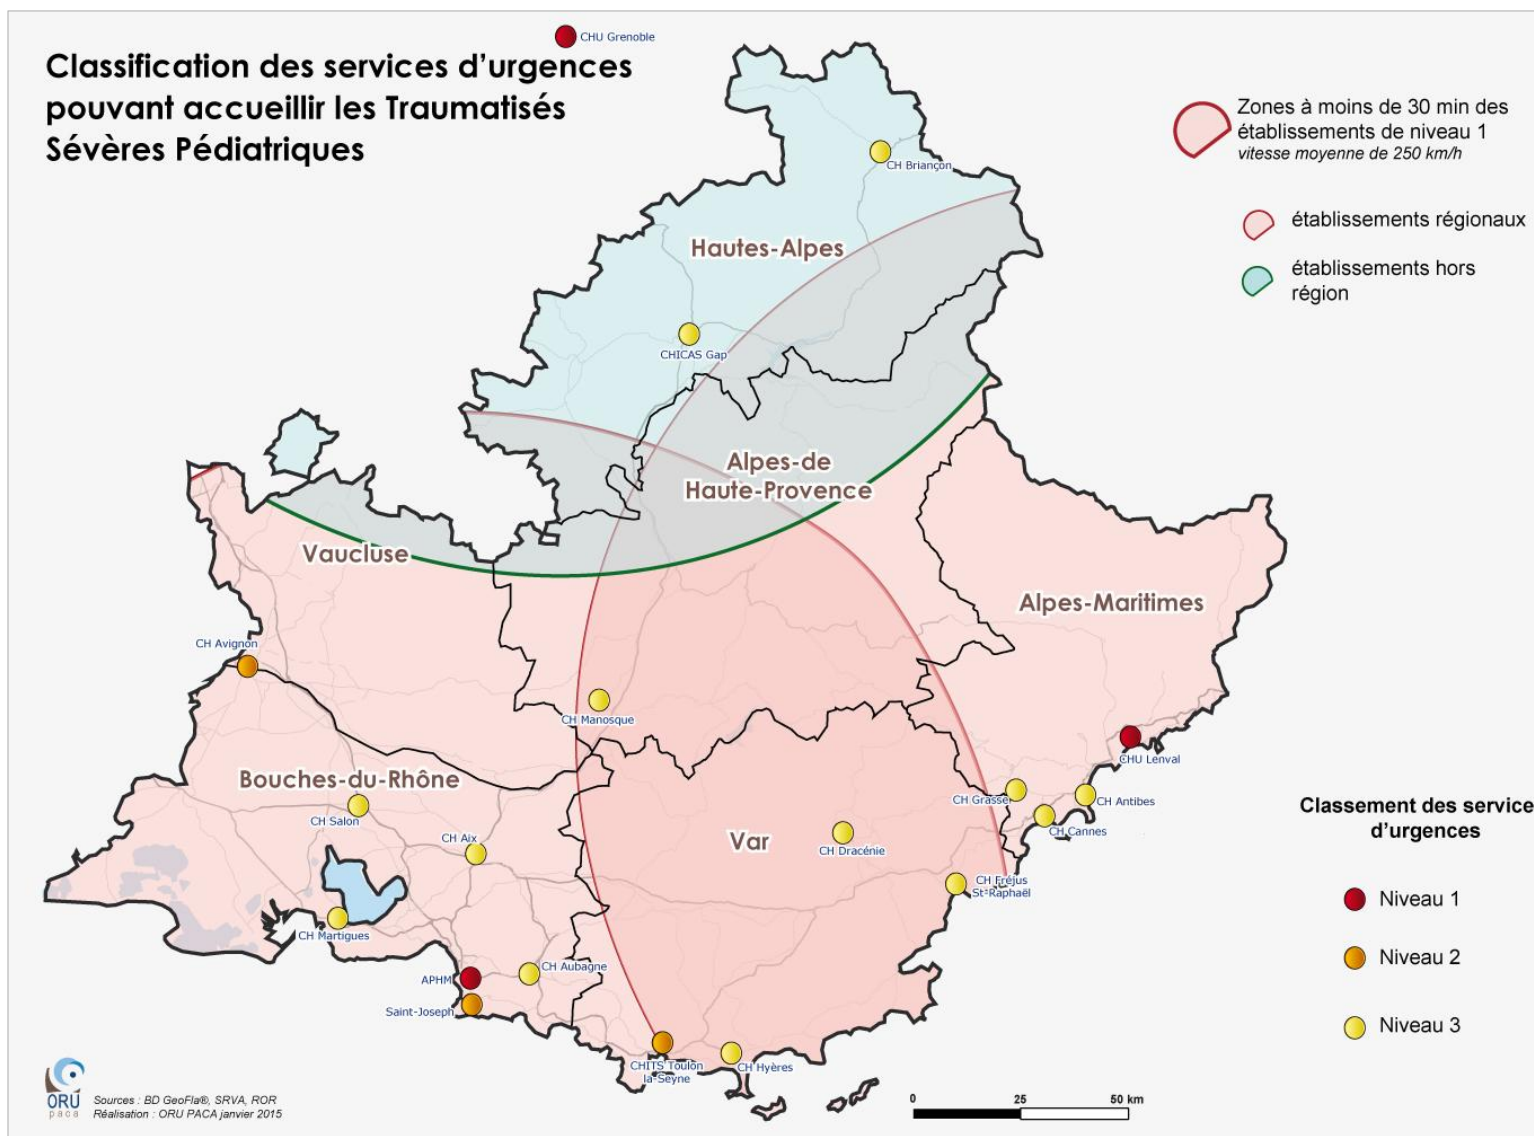 CHU Grenoble
Classification des services d'urgences
pouvant accueillir les Traumatisés
Sévères Pédiatriques
Zones à moins de 30 min des
établissements de niveau 1
vitesse moyenne de 250 km/h
établissements régionaux
établissements hors
région
CH Briançon
Hautes-Alpes
CHICAS Gap
Alpes-de
Haute-Provence
Vaucluse
Alpes-Maritimes
CH Avignon
CH Manosque
CHU Lenval
Bouches-du-Rhône
CH Salon
CH Aix
Var
CH Dracénie
CH Grasse
CH Antibes
CH Cannes
CH Fréjus
St-Raphaël
CH Martigues
APHM
CH Aubagne
Saint-Joseph
CHITS Toulon
la-Seyne
CH Hyères
Classement des service
d'urgences
Niveau 1
Niveau 2
Niveau 3
ORU
paca
Sources : BD GeoFla®, SRVA, ROR
Réalisation : ORU PACA janvier 2015
0 25 50 km